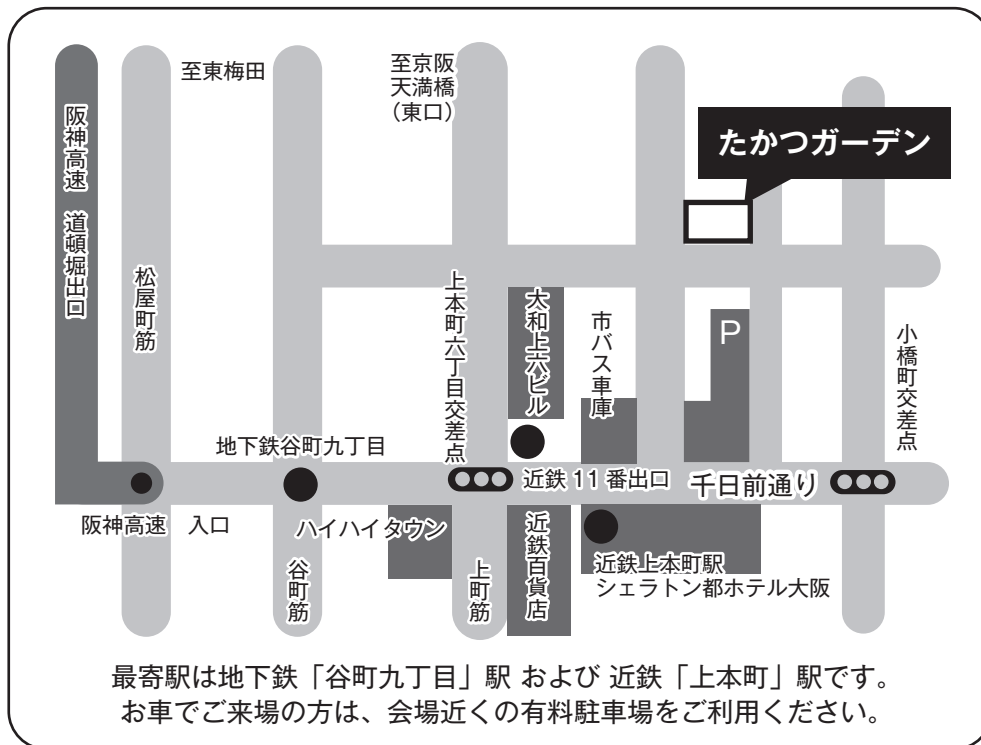 至東梅田
至京阪
天満橋
（東口）
たかつガーデン
阪神高速　道頓堀出口
松屋町筋
上本町六丁目交差点
大和上六ビル
市バス車庫
P
小橋町交差点
地下鉄谷町九丁目
近鉄11番出口
千日前通り
阪神高速　入口
ハイハイタウン
谷町筋
上町筋
近鉄百貨店
近鉄上本町駅
シェラトン都ホテル大阪
最寄駅は地下鉄「谷町九丁目」駅 および 近鉄「上本町」駅です。
お車でご来場の方は、会場近くの有料駐車場をご利用ください。